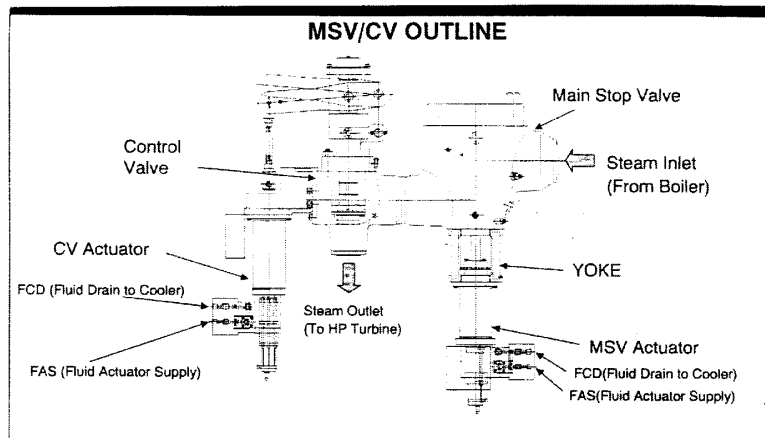 MSV/CV OUTLINE
Main Stop Valve
Control
Valve
Steam Inlet
(From Boiler)
CV Actuator
YOKE
FCD (Fluid Drain to Cooler)
Steam Outlet
(To HP Turbine)
MSV Actuator
FAS (Fluid Actuator Supply)
FCD(Fluid Drain to Cooler)
FAS(Fluid Actuator Supply)